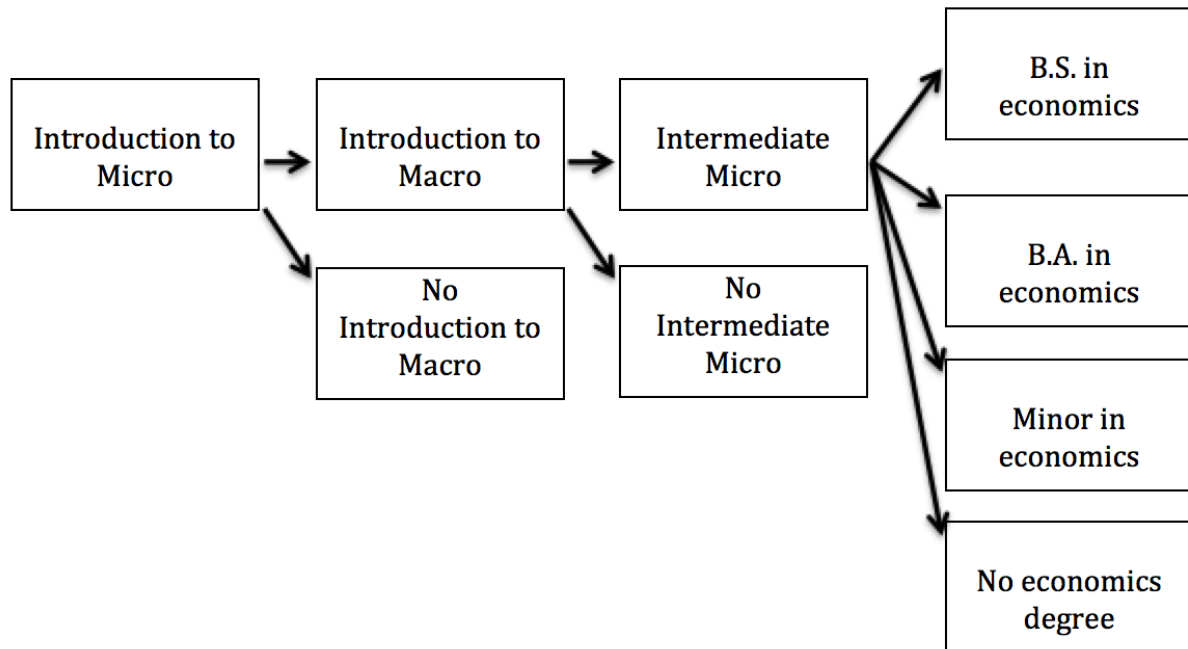 Introduction to
Micro
Introduction to
Macro
No
Introduction to
Macro
Intermediate
Micro
No
Intermediate
Micro
B.S. in
economics
B.A. in
economics
Minor in
economics
No economics
degree